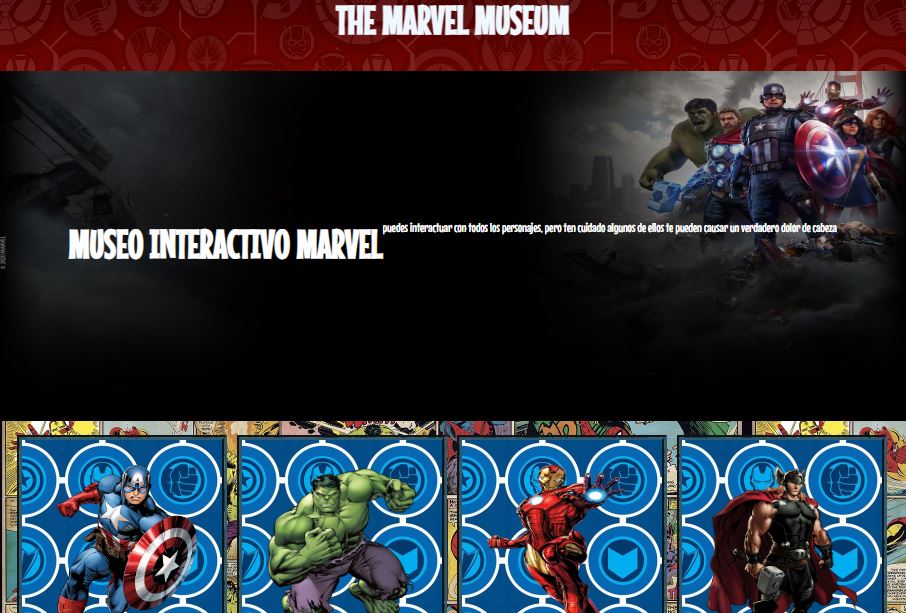 THE MARVEL MUSEUM
MUSEO INTERACTIVO MARVEL
puedes interactuar con todos los personajes, pero ten cuidado algunos de ellos te pueden causar un verdadero dolor de cabeza